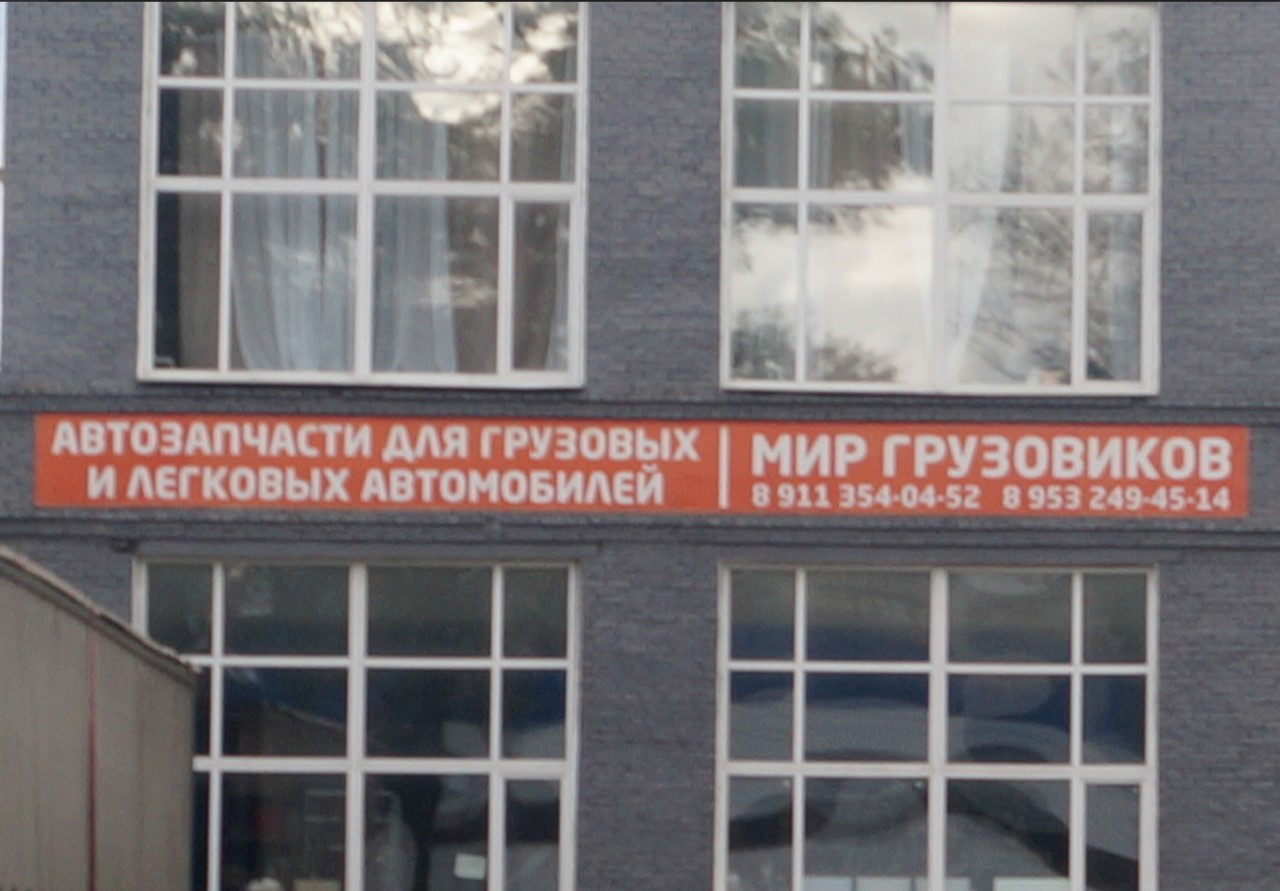 АВТОЗАПЧАСТИ ДЛЯ ГРУЗОВЫХ
И ЛЕГКОВЫХ АВТОМОБИЛЕЙ
МИР ГРУЗОВИКОВ
8 911 354-04-52 8 953 249-45-14